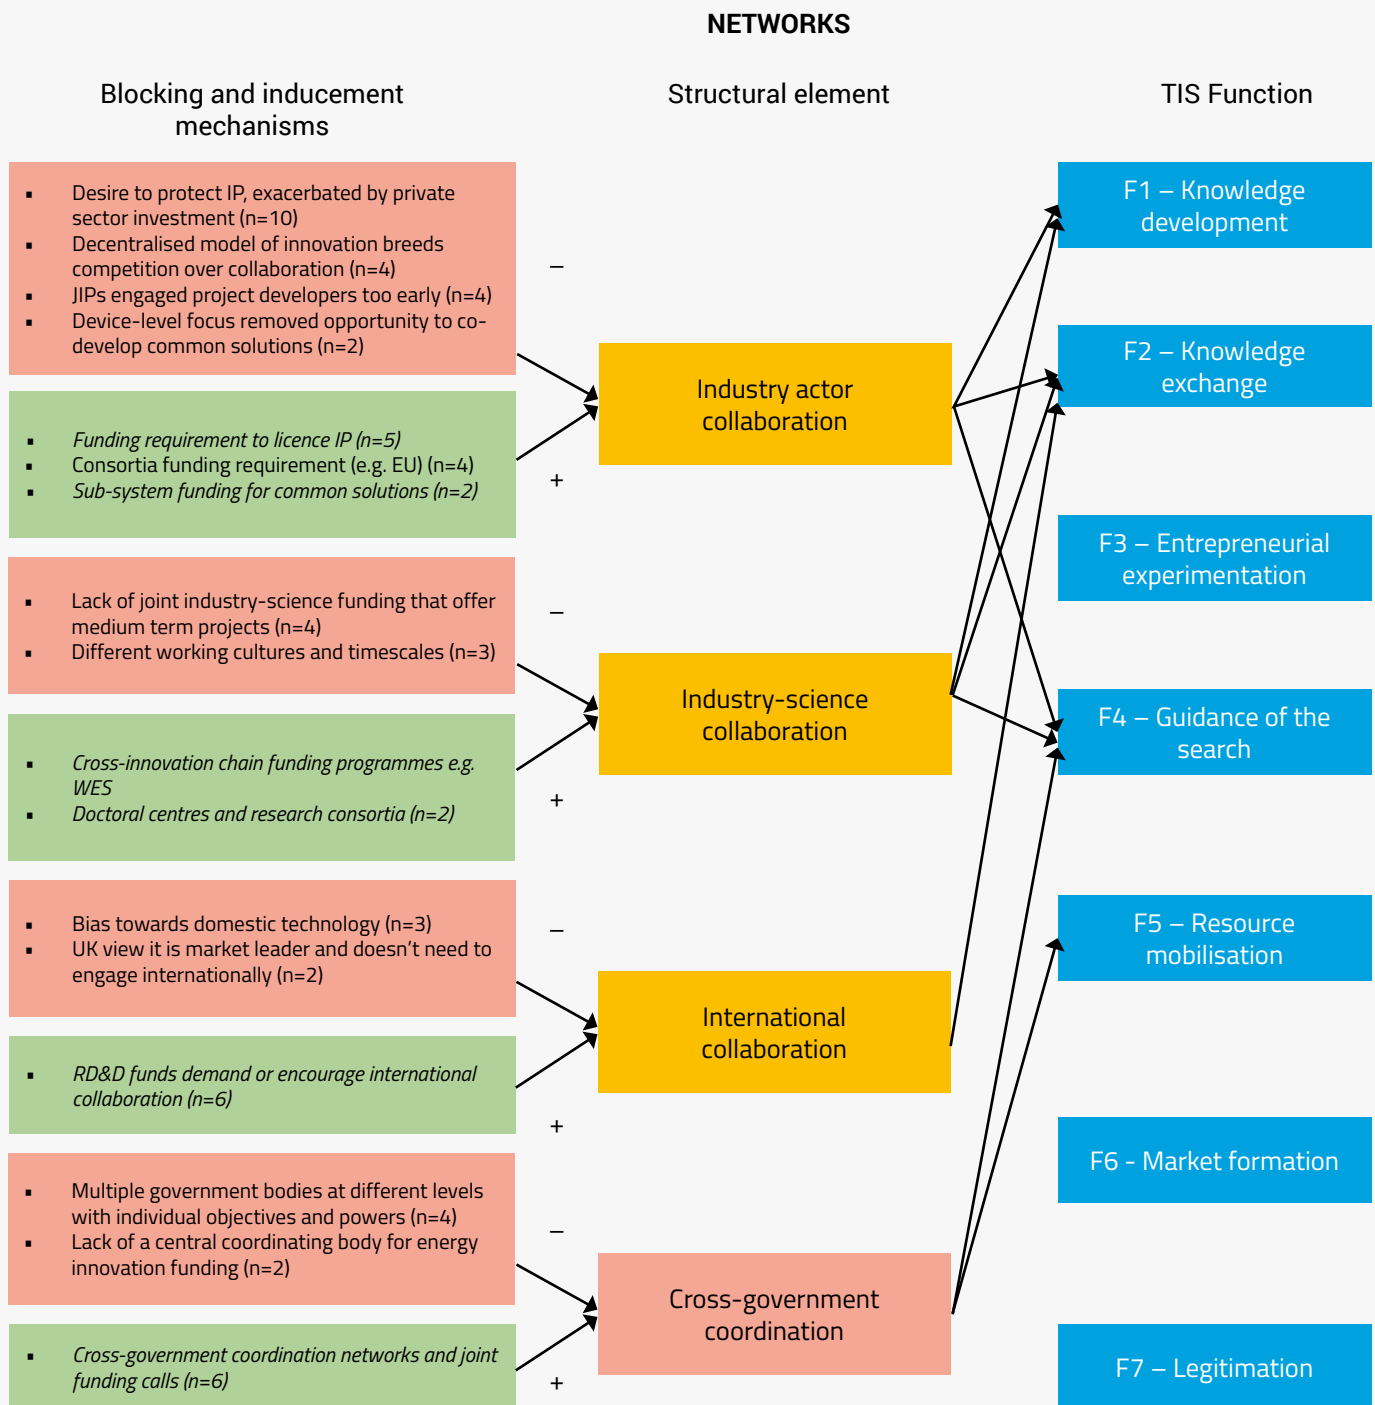 NETWORKS
Blocking and inducement
mechanisms
Structural element
TIS Function
▪ Desire to protect IP, exacerbated by private
sector investment (n=10)
▪ Decentralised model of innovation breeds
competition over collaboration (n=4)
▪ JIPs engaged project developers too early (n=4)
▪ Device-level focus removed opportunity to co-
develop common solutions (n=2)
–
▪ Funding requirement to licence IP (n=5)
▪ Consortia funding requirement (e.g. EU) (n=4)
▪ Sub-system funding for common solutions (n=2)
+
Industry actor
collaboration
▪ Lack of joint industry-science funding that offer
medium term projects (n=4)
▪ Different working cultures and timescales (n=3)
–
▪ Cross-innovation chain funding programmes e.g.
WES
▪ Doctoral centres and research consortia (n=2)
+
Industry-science
collaboration
▪ Bias towards domestic technology (n=3)
▪ UK view it is market leader and doesn’t need to
engage internationally (n=2)
–
▪ RD&D funds demand or encourage international
collaboration (n=6)
+
International
collaboration
▪ Multiple government bodies at different levels
with individual objectives and powers (n=4)
▪ Lack of a central coordinating body for energy
innovation funding (n=2)
–
▪ Cross-government coordination networks and joint
funding calls (n=6)
+
Cross-government
coordination
F1 – Knowledge
development
F2 – Knowledge
exchange
F3 – Entrepreneurial
experimentation
F4 – Guidance of the
search
F5 – Resource
mobilisation
F6 - Market formation
F7 – Legitimation